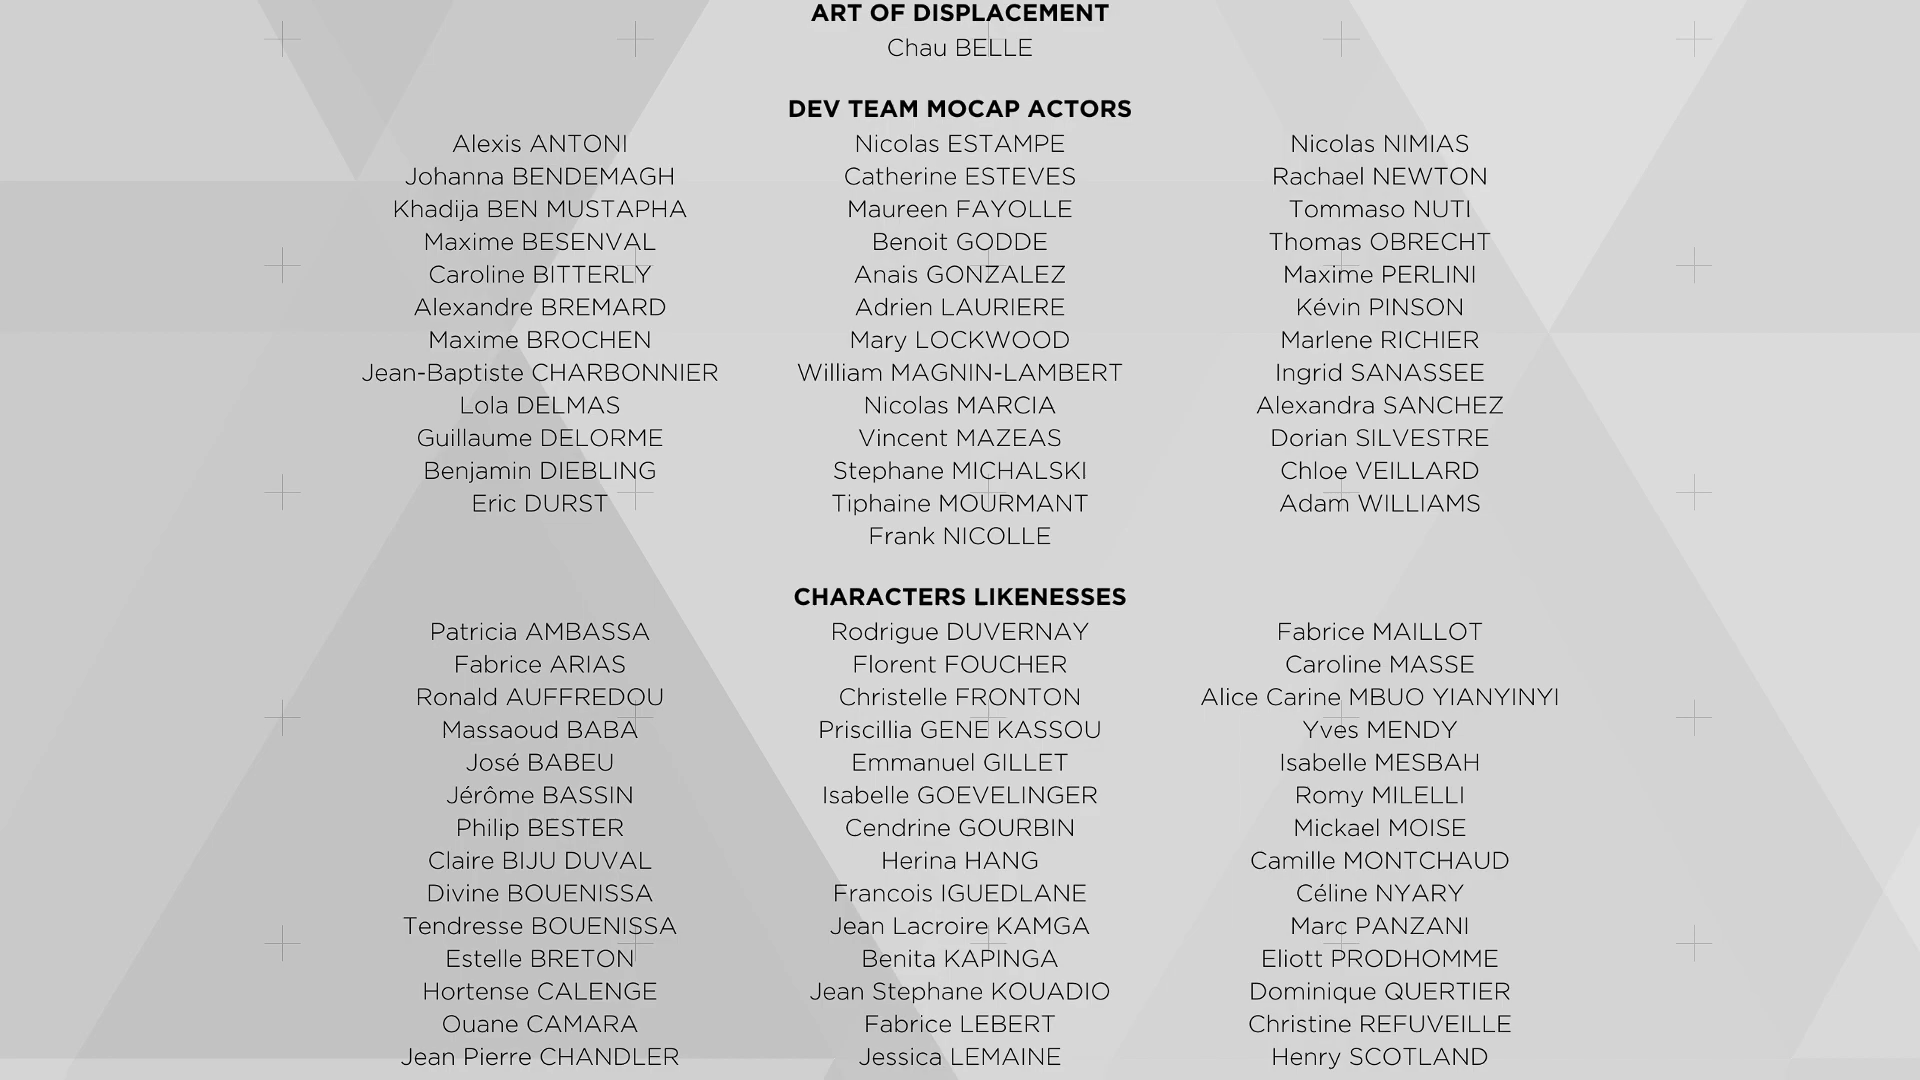 ART OF DISPLACEMENT
Chau BELLE
DEV TEAM MOCAP ACTORS
Alexis ANTONI
Johanna BENDEMAGH
Khadija BEN MUSTAPHA
Maxime BESENVAL
Caroline BITTERLY
Alexandre BREMARD
Maxime BROCHEN
Jean-Baptiste CHARBONNIER
Lola DELMAS
Guillaume DELORME
Benjamin DIEBLING
Eric DURST
Nicolas ESTAMPE
Catherine ESTEVES
Maureen FAYOLLE
Benoit GODDE
Anais GONZALEZ
Adrien LAURIERE
Mary LOCKWOOD
William MAGNIN-LAMBERT
Nicolas MARCIA
Vincent MAZEAS
Stephane MICHALSKI
Tiphaine MOURMANT
Frank NICOLLE
Nicolas NIMIAS
Rachael NEWTON
Tommaso NUTI
Thomas OBRECHT
Maxime PERLINI
Kévin PINSON
Marlene RICHIER
Ingrid SANASSEE
Alexandra SANCHEZ
Dorian SILVESTRE
Chloe VEILLARD
Adam WILLIAMS
CHARACTERS LIKENESSES
Patricia AMBASSA
Fabrice ARIAS
Ronald AUFFREDOU
Massaoud BABA
José BABEU
Jérôme BASSIN
Philip BESTER
Claire BIJU DUVAL
Divine BOUENISSA
Tendresse BOUENISSA
Estelle BRETON
Hortense CALENGE
Ouane CAMARA
Jean Pierre CHANDLER
Rodrigue DUVERNAY
Florent FOUCHER
Christelle FRONTON
Priscillia GENE KASSOU
Emmanuel GILLET
Isabelle GOEVELINGER
Cendrine GOURBIN
Herina HANG
Francois IGUEDLANE
Jean Lacroire KAMGA
Benita KAPINGA
Jean Stephane KOUADIO
Fabrice LEBERT
Jessica LEMAINE
Fabrice MAILLOT
Caroline MASSE
Alice Carine MBUO YIANYINYI
Yves MENDY
Isabelle MESBAH
Romy MILELLI
Mickael MOISE
Camille MONTCHAUD
Céline NYARY
Marc PANZANI
Eliott PRODHOMME
Dominique QUERTIER
Christine REFUVEILLE
Henry SCOTLAND